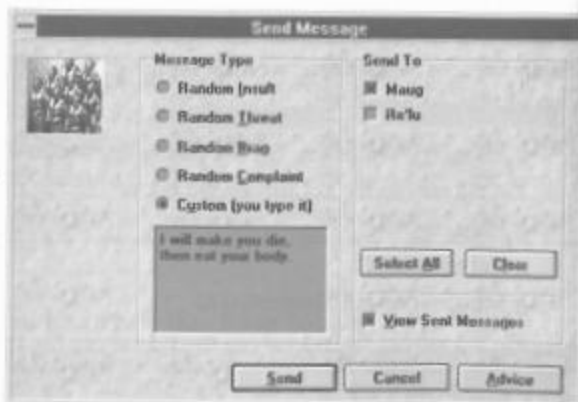 Send Message
Message Type
Random Insult
Random Threat
Random Brag
Random Complaint
Custom (you type it)
I will make you die,
then eat your body.
Send To
Maug
Ra'lu
Select All
Clear
View Sent Messages
Send
Cancel
Advice